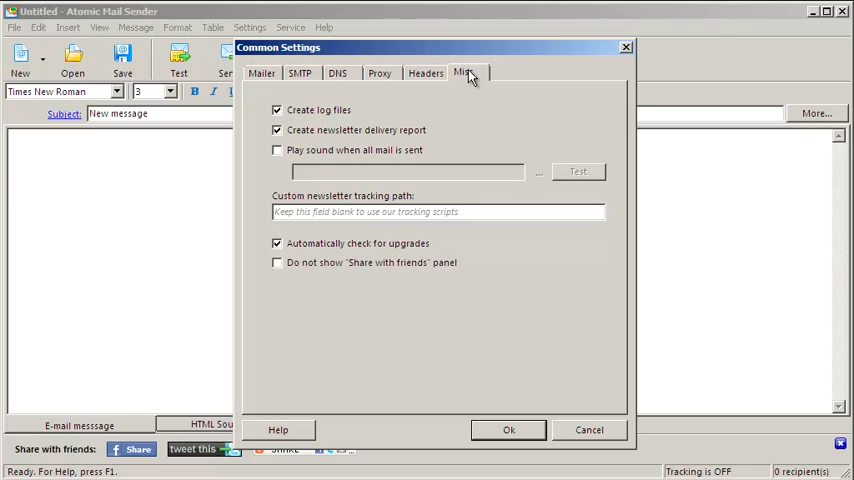 Untitled - Atomic Mail Sender
File Edit Insert View Message Format Table Settings Service Help
Common Settings
New Open Save Test
Mailer SMTP DNS Proxy Headers
Times New Roman 3 B I
Subject: New message More...
Create log files
Create newsletter delivery report
Play sound when all mail is sent
... Test
Custom newsletter tracking path:
Keep this field blank to use our tracking scripts
Automatically check for upgrades
Do not show "Share with friends" panel
E-mail messsage HTML Sou
Help Ok Cancel
Share with friends: Share tweet this
Ready. For Help, press F1. Tracking is OFF 0 recipient(s)